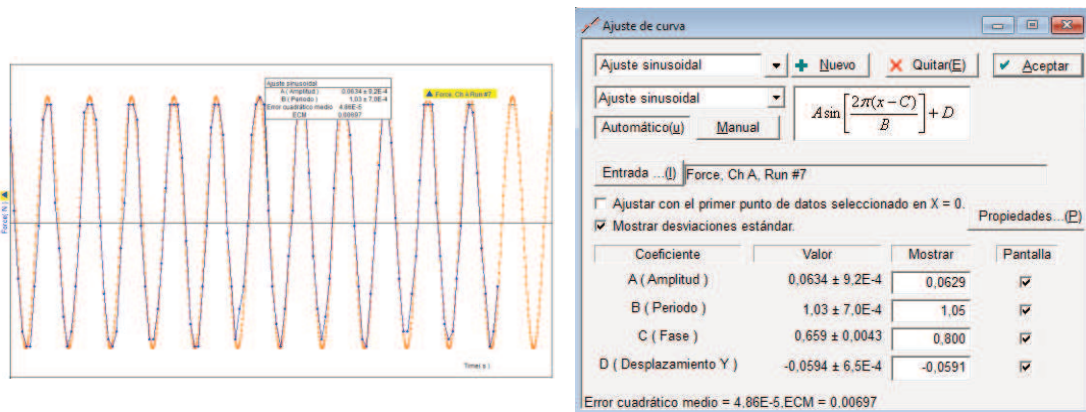 Ajuste sinusoidal
A ( Amplitud ) 0.0634 ± 9,2E-4
B ( Periodo ) 1,03 ± 7,0E-4
Error cuadrático medio 4,86E-5
ECM 0,00697
Force, Ch A Run #7
Force( N )
Time( s )
Ajuste de curva
Ajuste sinusoidal
Nuevo
Quitar(E)
Aceptar
Ajuste sinusoidal
Automático(u) Manual
A sin [ 2π(x − C) / B ] + D
Entrada ...(I) Force, Ch A, Run #7
Ajustar con el primer punto de datos seleccionado en X = 0.
Propiedades...(P)
Mostrar desviaciones estándar.
Coeficiente Valor Mostrar Pantalla
A ( Amplitud ) 0,0634 ± 9,2E-4 0,0629
B ( Periodo ) 1,03 ± 7,0E-4 1,05
C ( Fase ) 0,659 ± 0,0043 0,800
D ( Desplazamiento Y ) -0,0594 ± 6,5E-4 -0,0591
Error cuadrático medio = 4,86E-5,ECM = 0,00697